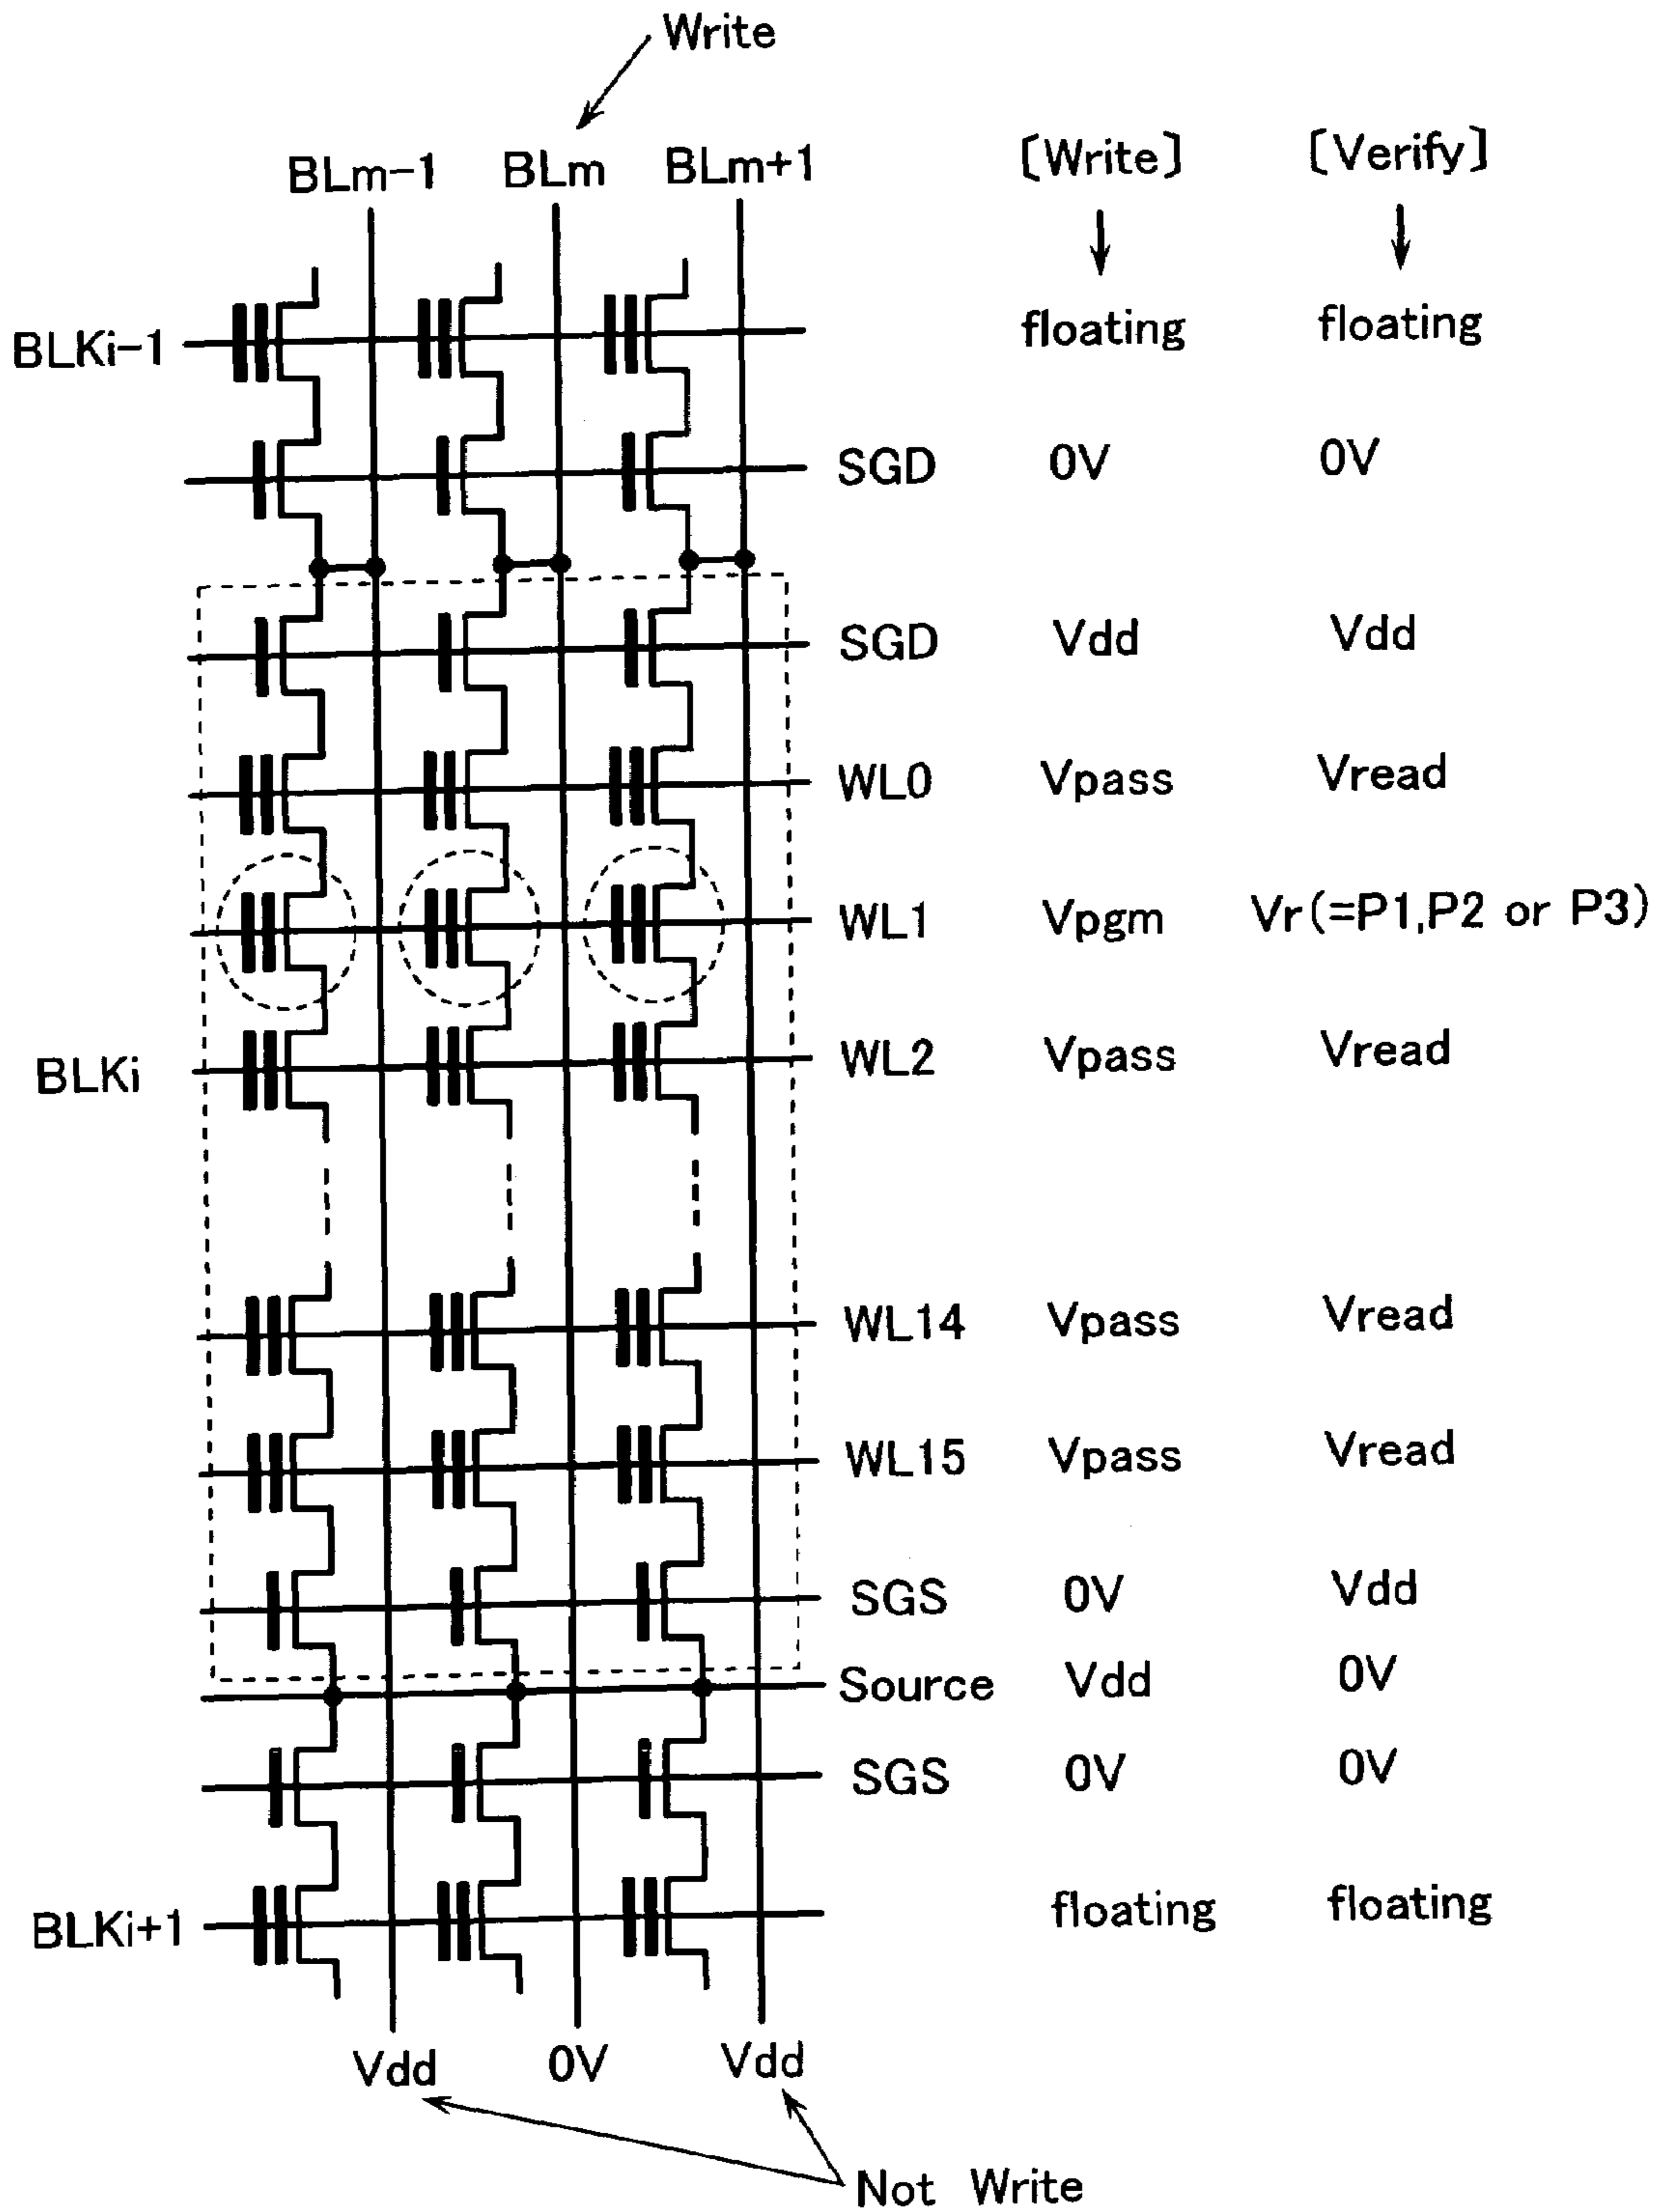 Write
BLm-1 BLm BLm+1 [Write] [Verify]
BLKi-1 floating floating
SGD 0V 0V
SGD Vdd Vdd
WL0 Vpass Vread
WL1 Vpgm Vr(=P1,P2 or P3)
BLKi WL2 Vpass Vread
WL14 Vpass Vread
WL15 Vpass Vread
SGS 0V Vdd
Source Vdd 0V
SGS 0V 0V
BLKi+1 floating floating
Vdd 0V Vdd
Not Write